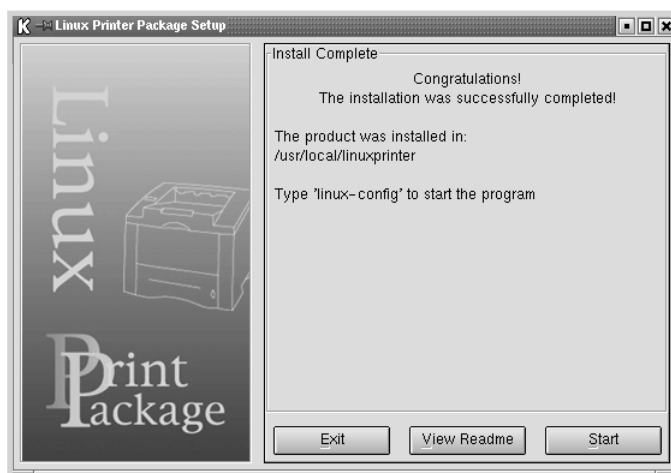 K Linux Printer Package Setup
Linux
Print
Package
Install Complete
Congratulations!
The installation was successfully completed!
The product was installed in:
/usr/local/linuxprinter
Type 'linux-config' to start the program
Exit
View Readme
Start